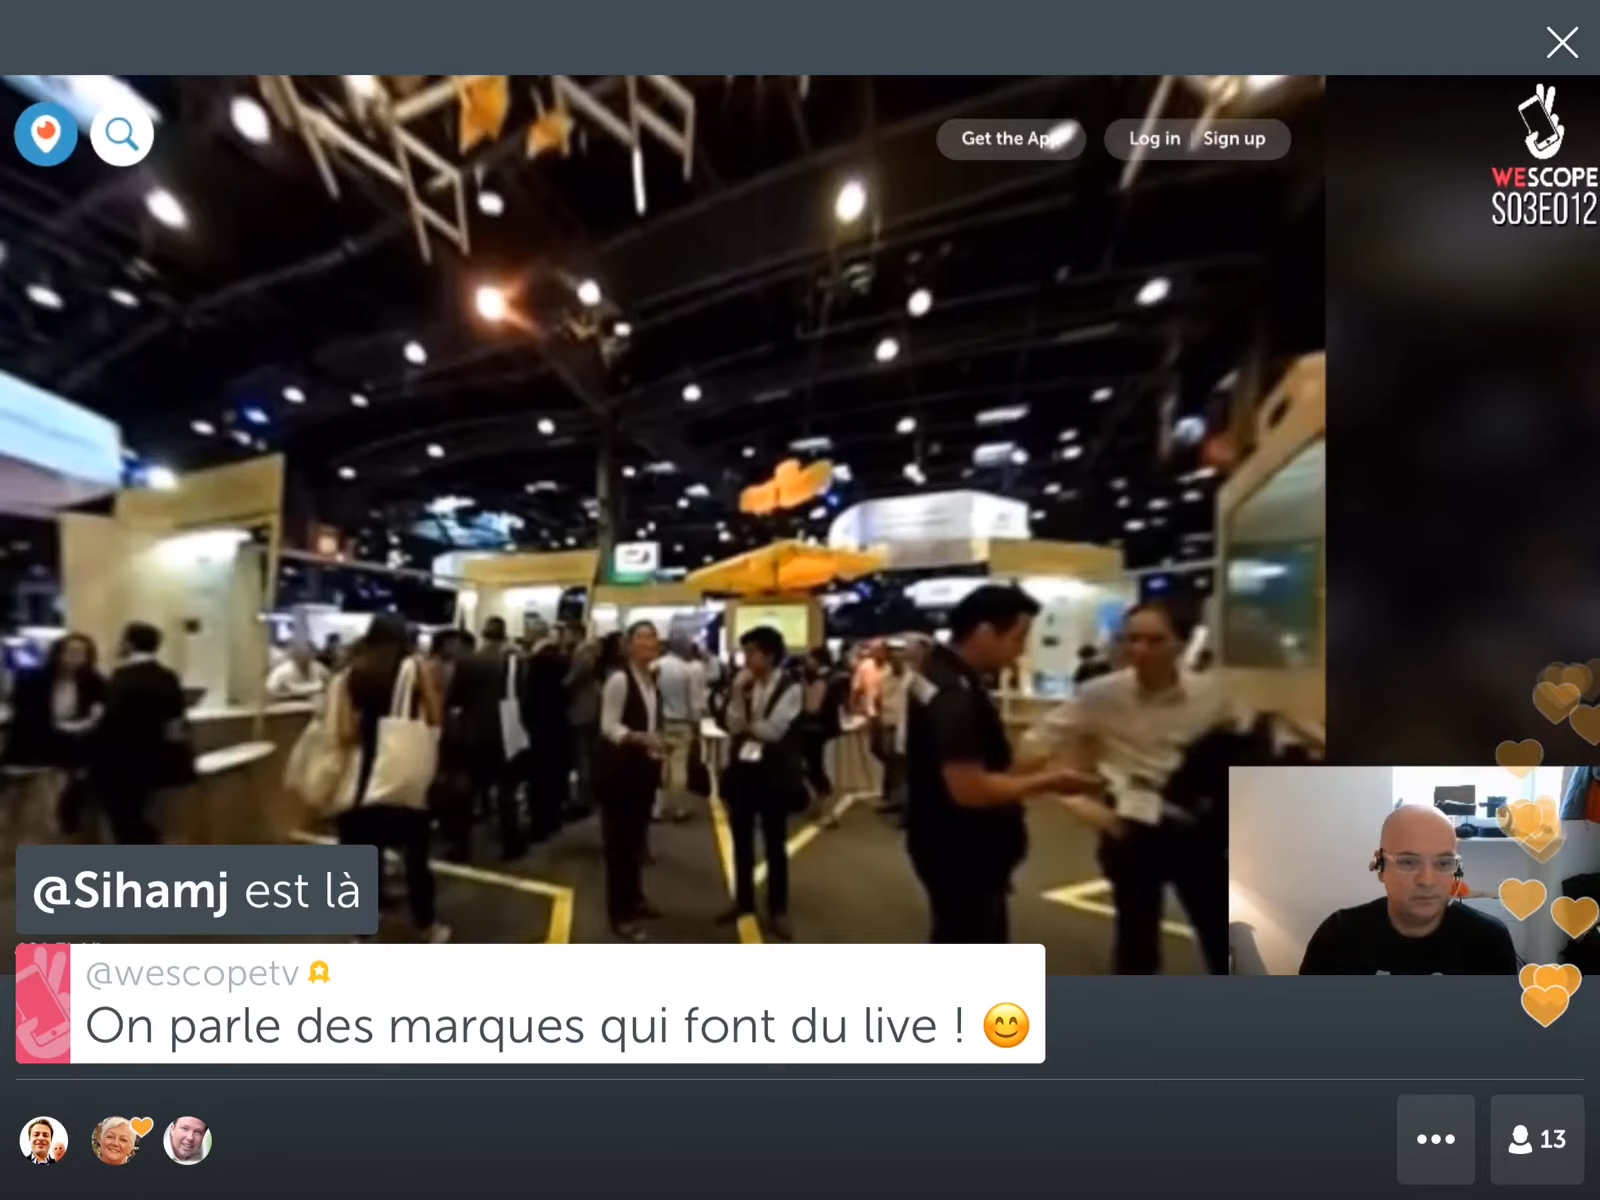 Get the App
Log in | Sign up
WESCOPE
S03E012
@Sihamj est là
@wescopetv
On parle des marques qui font du live ! 😊
13